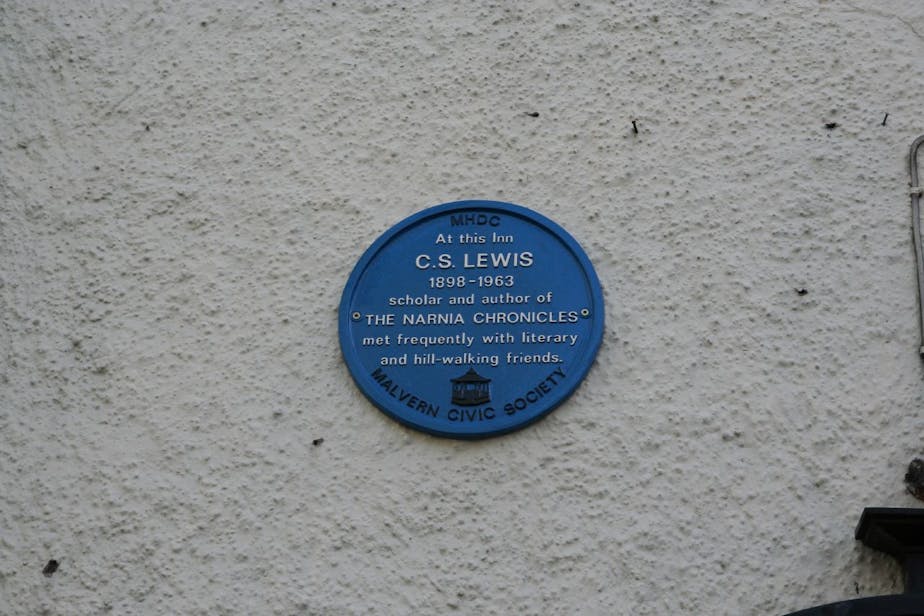 MHDC
At this Inn
C.S. LEWIS
1898-1963
scholar and author of
THE NARNIA CHRONICLES
met frequently with literary
and hill-walking friends.
MALVERN CIVIC SOCIETY